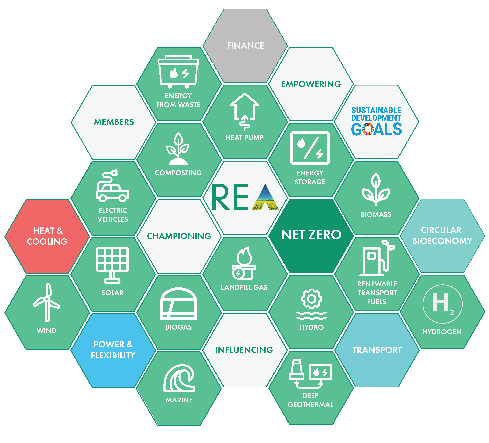 FINANCE
ENERGY
FROM WASTE
EMPOWERING
MEMBERS
HEAT PUMP
SUSTAINABLE
DEVELOPMENT
GOALS
COMPOSTING
ENERGY
STORAGE
ELECTRIC
VEHICLES
REA
BIOMASS
HEAT &
COOLING
CHAMPIONING
NET ZERO
CIRCULAR
BIOECONOMY
SOLAR
LANDFILL GAS
RENEWABLE
TRANSPORT
FUELS
WIND
BIOGAS
HYDRO
H2
HYDROGEN
POWER &
FLEXIBILITY
INFLUENCING
TRANSPORT
MARINE
DEEP
GEOTHERMAL